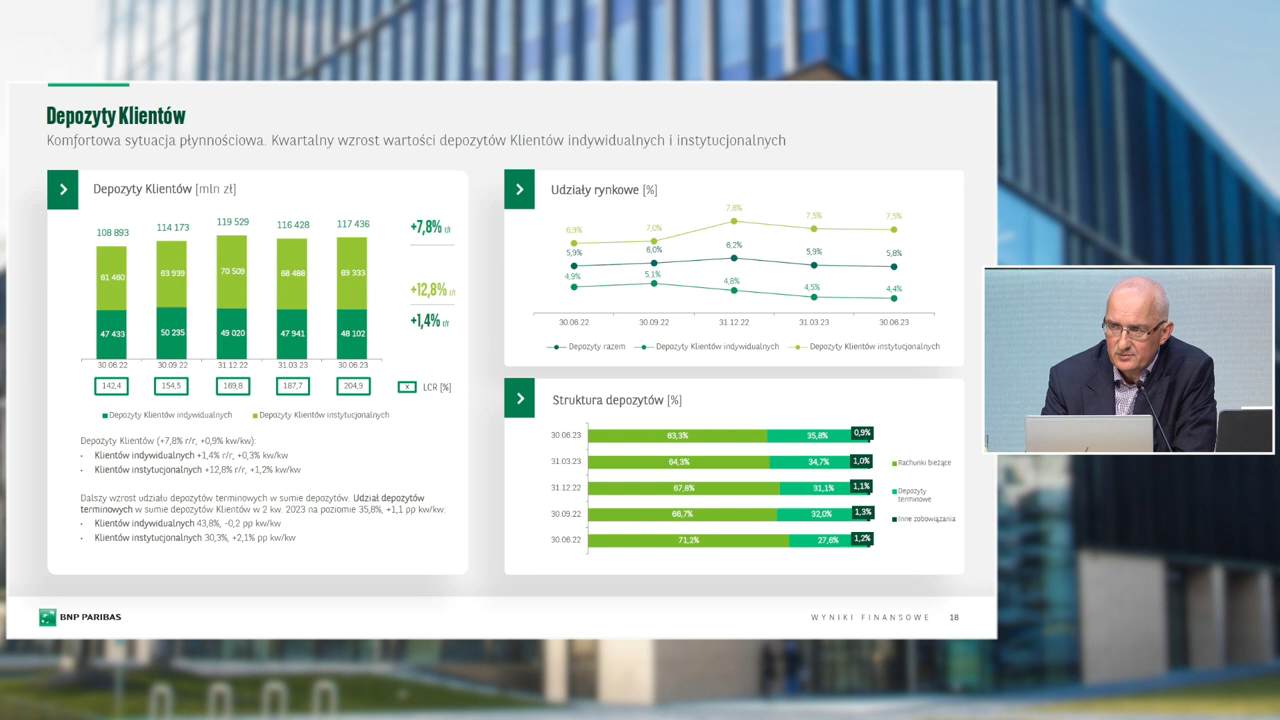 Depozyty Klientów
Komfortowa sytuacja płynnościowa. Kwartalny wzrost wartości depozytów Klientów indywidualnych i instytucjonalnych
Depozyty Klientów [mln zł]
108 893
114 173
119 529
116 428
117 436
61 460
63 939
70 509
68 488
69 333
47 433
50 235
49 020
47 941
48 102
30.06.22
30.09.22
31.12.22
31.03.23
30.06.23
142,4
154,5
169,8
187,7
204,9
x LCR [%]
+7,8% r/r
+12,8% r/r
+1,4% r/r
Depozyty Klientów indywidualnych
Depozyty Klientów instytucjonalnych
Depozyty Klientów (+7,8% r/r, +0,9% kw/kw):
• Klientów indywidualnych +1,4% r/r, +0,3% kw/kw
• Klientów instytucjonalnych +12,8% r/r, +1,2% kw/kw
Dalszy wzrost udziału depozytów terminowych w sumie depozytów. Udział depozytów
terminowych w sumie depozytów Klientów w 2 kw. 2023 na poziomie 35,8%, +1,1 pp kw/kw.
• Klientów indywidualnych 43,8%, -0,2 pp kw/kw
• Klientów instytucjonalnych 30,3%, +2,1% pp kw/kw
Udziały rynkowe [%]
6,9%
7,0%
7,8%
7,5%
7,5%
5,9%
6,0%
6,2%
5,9%
5,8%
4,9%
5,1%
4,8%
4,5%
4,4%
30.06.22
30.09.22
31.12.22
31.03.23
30.06.23
Depozyty razem
Depozyty Klientów indywidualnych
Depozyty Klientów instytucjonalnych
Struktura depozytów [%]
30.06.23 63,3% 35,8% 0,9%
31.03.23 64,3% 34,7% 1,0%
31.12.22 67,8% 31,1% 1,1%
30.09.22 66,7% 32,0% 1,3%
30.06.22 71,2% 27,6% 1,2%
Rachunki bieżące
Depozyty
terminowe
Inne zobowiązania
BNP PARIBAS
WYNIKI FINANSOWE 18